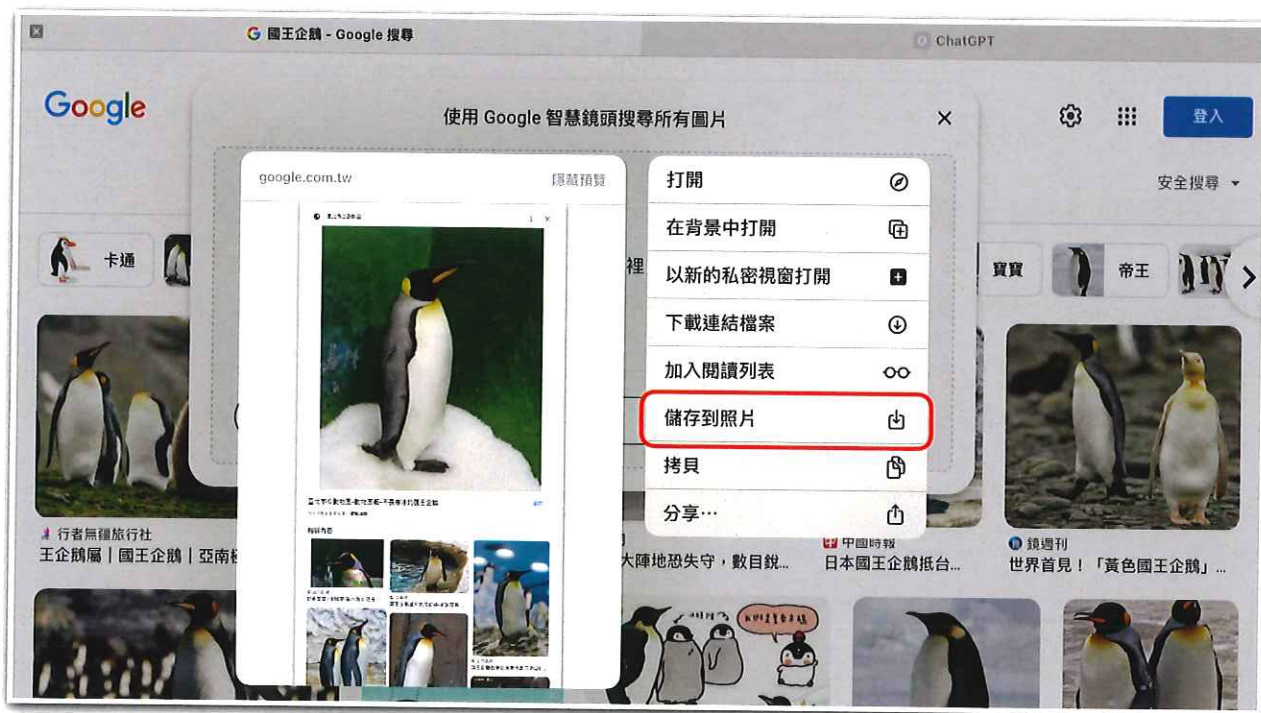 國王企鵝 - Google 搜尋
ChatGPT
Google
使用 Google 智慧鏡頭搜尋所有圖片
登入
google.com.tw
隱藏預覽
安全搜尋
打開
在背景中打開
以新的私密視窗打開
下載連結檔案
加入閱讀列表
儲存到照片
拷貝
分享…
卡通
裡
寶寶
帝王
行者無疆旅行社
王企鵝屬｜國王企鵝｜亞南極
大陣地恐失守，數目銳...
中國時報
日本國王企鵝抵台...
鏡週刊
世界首見！「黃色國王企鵝」...